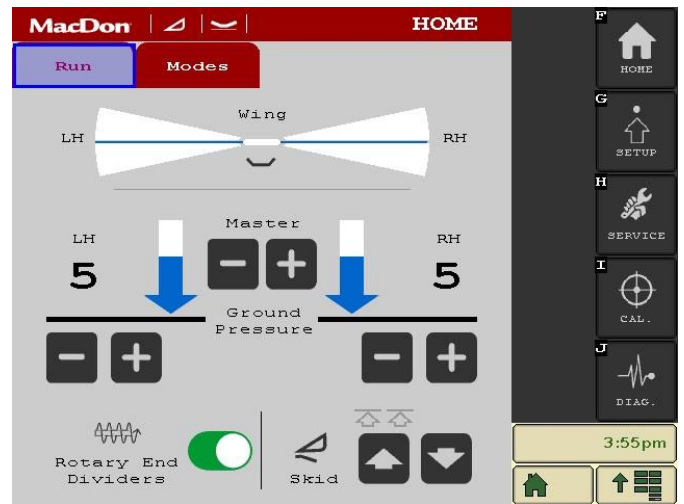 MacDon
HOME
Run
Modes
Wing
LH
RH
Master
LH
RH
5
5
Ground
Pressure
Rotary End
Dividers
Skid
F
HOME
G
SETUP
H
SERVICE
I
CAL.
J
DIAG.
3:55pm